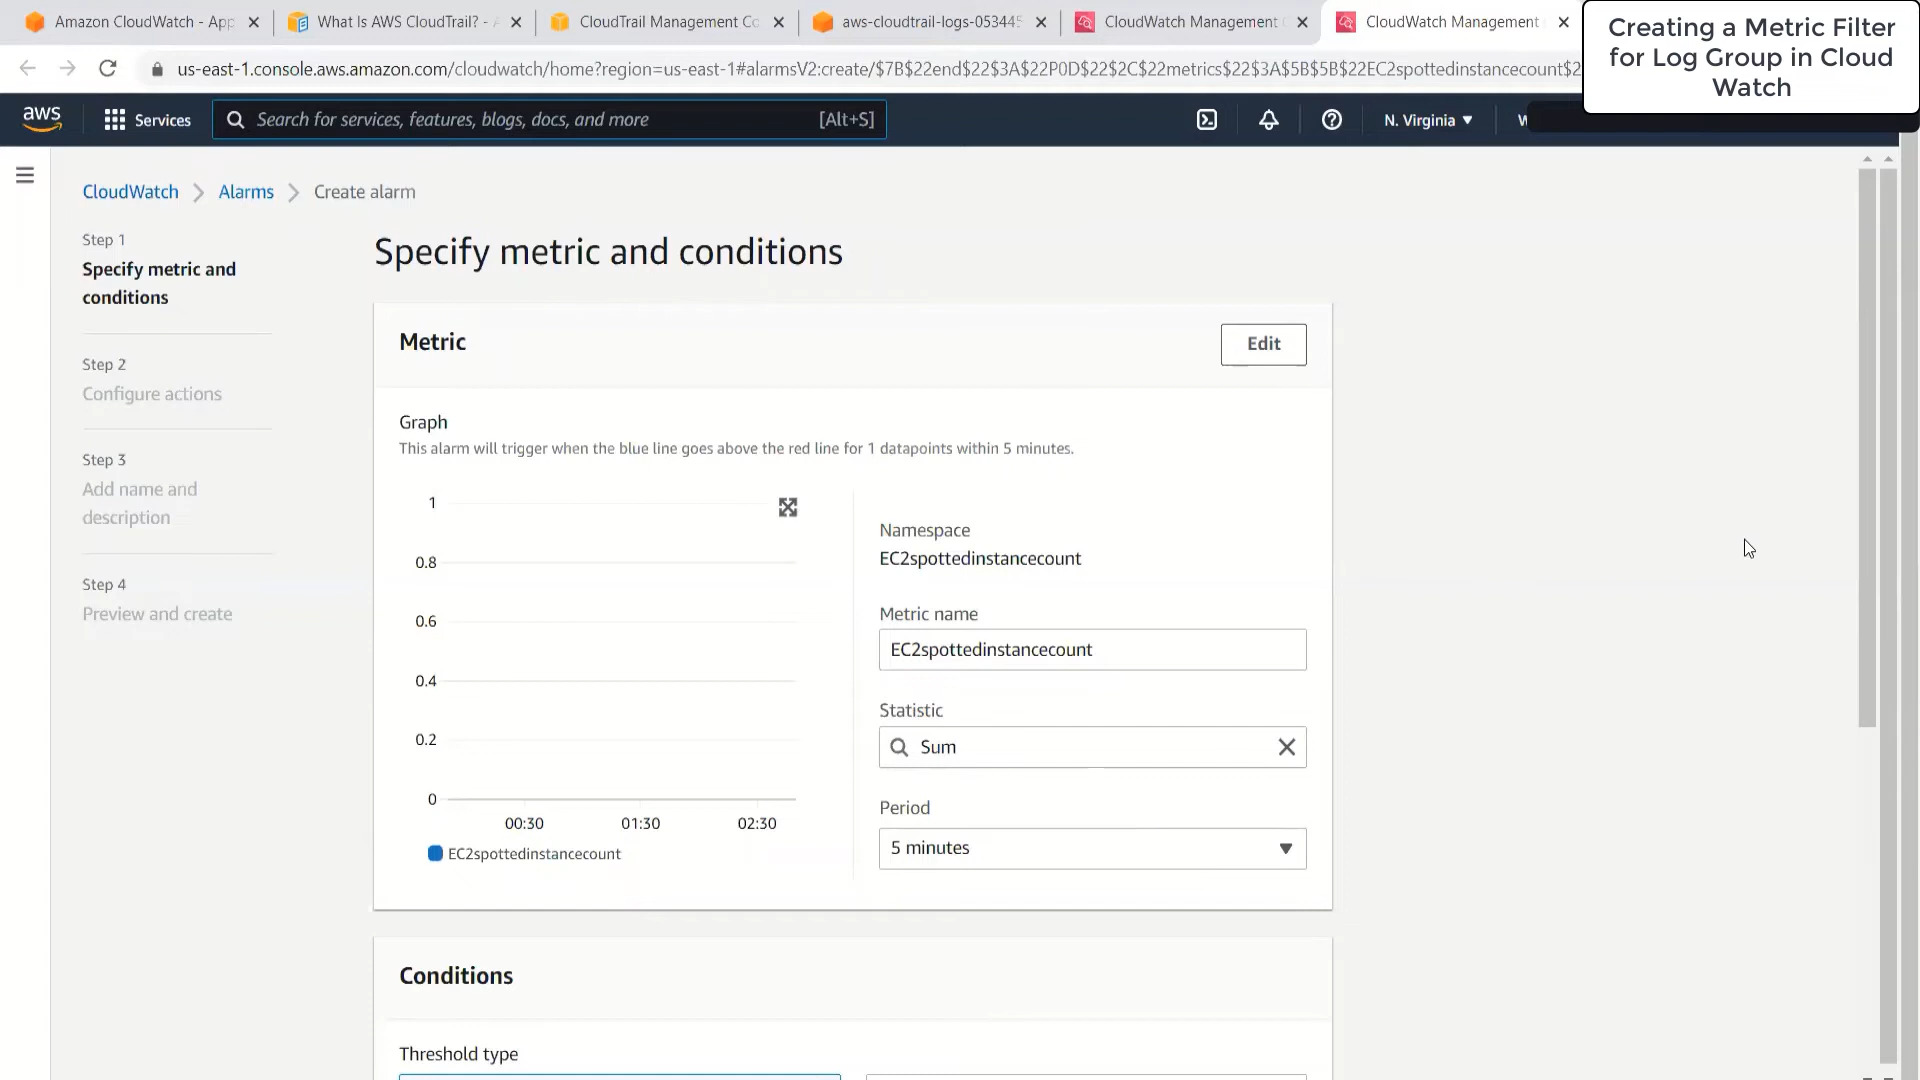 Amazon CloudWatch - App
What Is AWS CloudTrail? - A
CloudTrail Management Co
aws-cloudtrail-logs-053445
CloudWatch Management
CloudWatch Management
Creating a Metric Filter
for Log Group in Cloud
Watch
us-east-1.console.aws.amazon.com/cloudwatch/home?region=us-east-1#alarmsV2:create/$7B$22end$22$3A$22P0D$22$2C$22metrics$22$3A$5B$5B$22EC2spottedinstancecount$2
aws
Services
Search for services, features, blogs, docs, and more
[Alt+S]
N. Virginia
CloudWatch
Alarms
Create alarm
Step 1
Specify metric and
conditions
Step 2
Configure actions
Step 3
Add name and
description
Step 4
Preview and create
Specify metric and conditions
Metric
Edit
Graph
This alarm will trigger when the blue line goes above the red line for 1 datapoints within 5 minutes.
1
0.8
0.6
0.4
0.2
0
00:30
01:30
02:30
EC2spottedinstancecount
Namespace
EC2spottedinstancecount
Metric name
EC2spottedinstancecount
Statistic
Sum
Period
5 minutes
Conditions
Threshold type